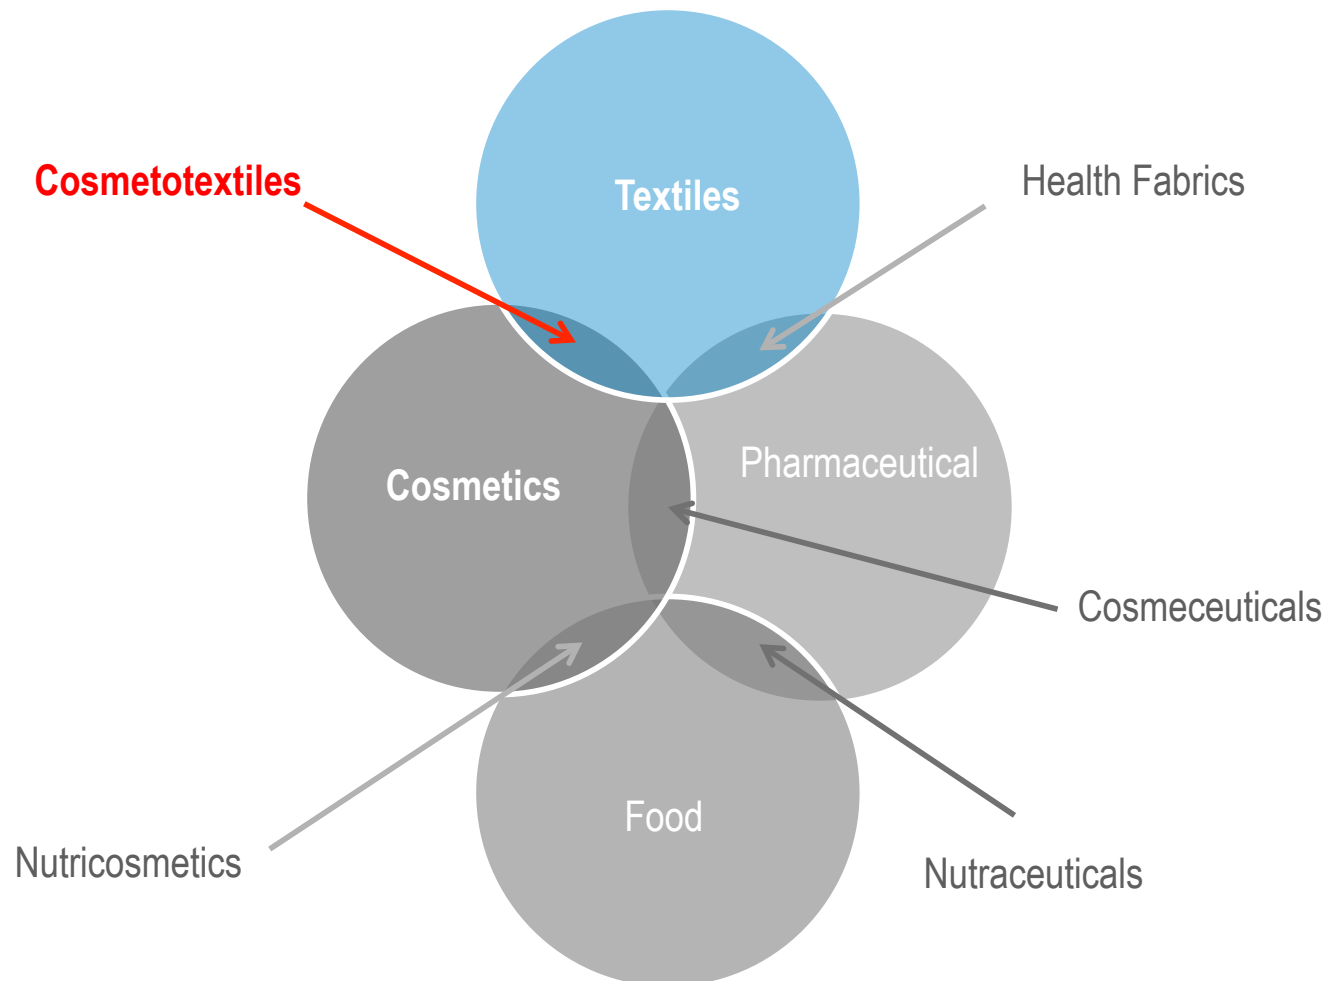 Cosmetotextiles
Textiles
Health Fabrics
Cosmetics
Pharmaceutical
Cosmeceuticals
Food
Nutricosmetics
Nutraceuticals